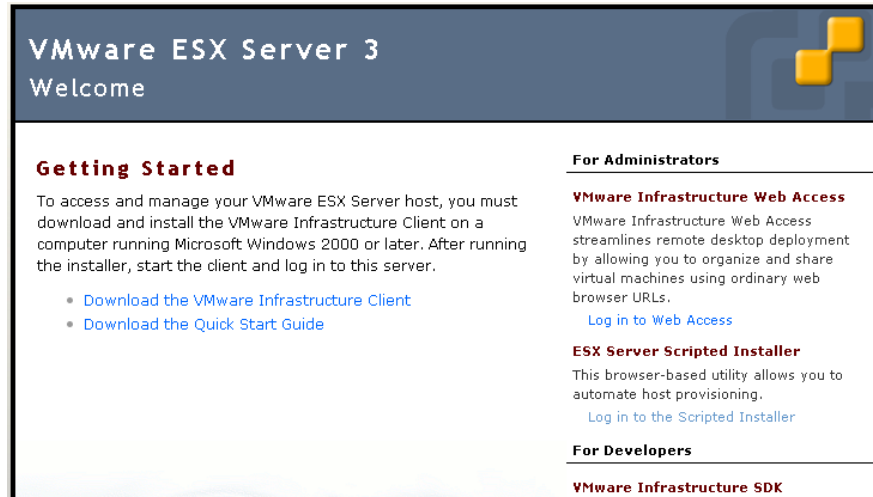 VMware ESX Server 3
Welcome
Getting Started
To access and manage your VMware ESX Server host, you must
download and install the VMware Infrastructure Client on a
computer running Microsoft Windows 2000 or later. After running
the installer, start the client and log in to this server.
Download the VMware Infrastructure Client
Download the Quick Start Guide
For Administrators
VMware Infrastructure Web Access
VMware Infrastructure Web Access
streamlines remote desktop deployment
by allowing you to organize and share
virtual machines using ordinary web
browser URLs.
Log in to Web Access
ESX Server Scripted Installer
This browser-based utility allows you to
automate host provisioning.
Log in to the Scripted Installer
For Developers
VMware Infrastructure SDK